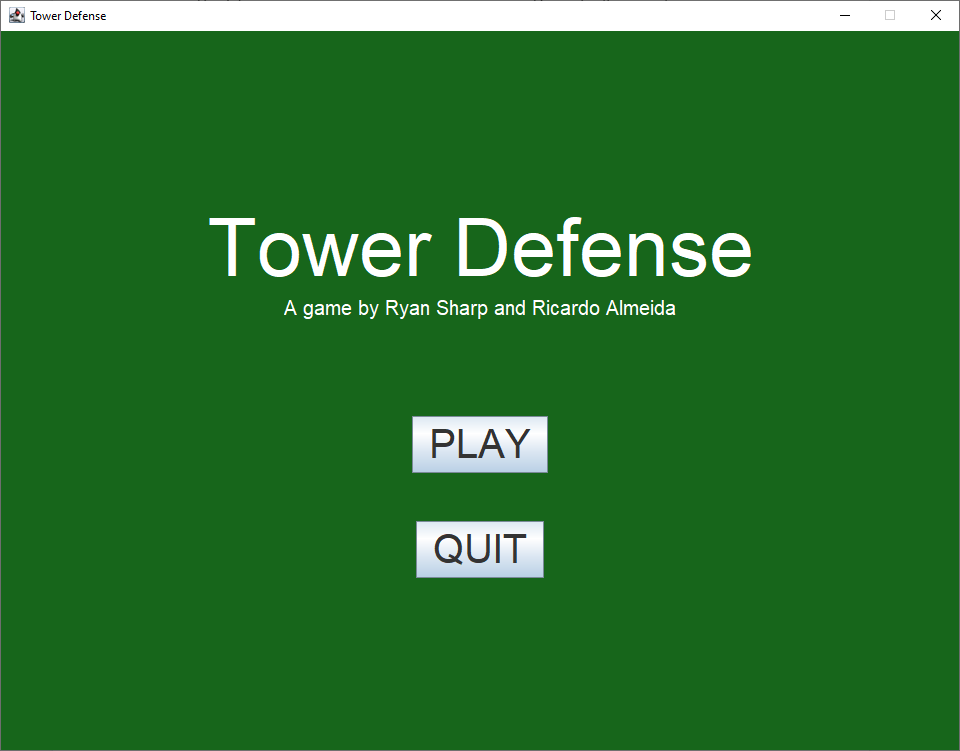 Tower Defense
Tower Defense
A game by Ryan Sharp and Ricardo Almeida
PLAY
QUIT